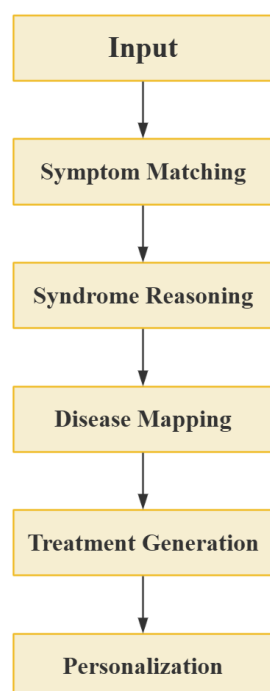 Input
Symptom Matching
Syndrome Reasoning
Disease Mapping
Treatment Generation
Personalization